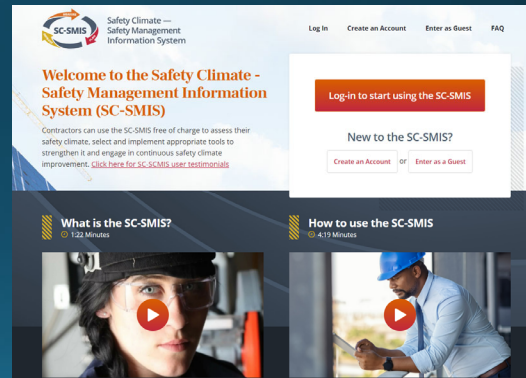 SC-SMIS
Safety Climate —
Safety Management
Information System
Log In Create an Account Enter as Guest FAQ
Welcome to the Safety Climate -
Safety Management Information
System (SC-SMIS)
Contractors can use the SC-SMIS free of charge to assess their
safety climate, select and implement appropriate tools to
strengthen it and engage in continuous safety climate
improvement. Click here for SC-SCMIS user testimonials
Log-in to start using the SC-SMIS
New to the SC-SMIS?
Create an Account or Enter as a Guest
What is the SC-SMIS?
1:22 Minutes
How to use the SC-SMIS
4:19 Minutes